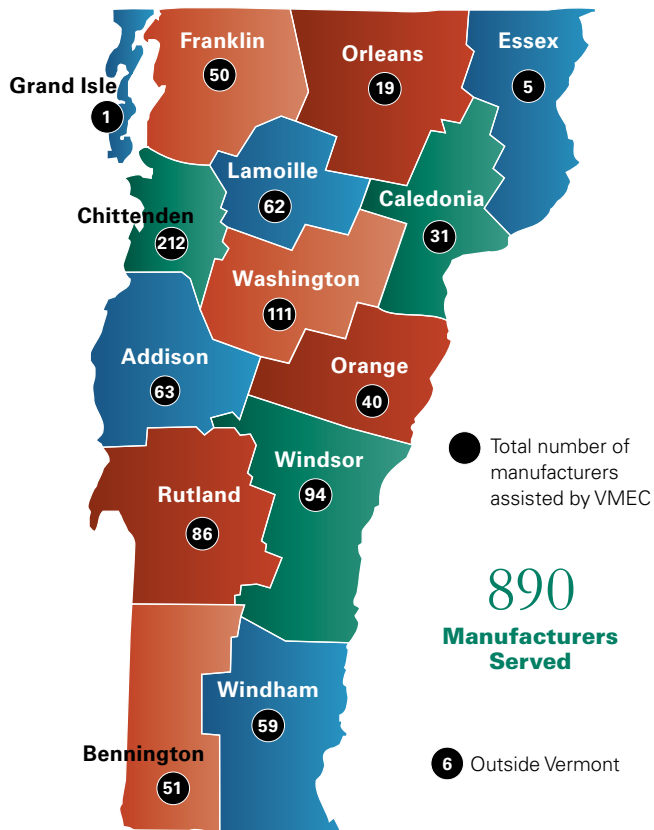 Franklin
50
Orleans
19
Essex
5
Grand Isle
1
Lamoille
62
Caledonia
31
Chittenden
212
Washington
111
Addison
63
Orange
40
Windsor
94
Rutland
86
Windham
59
Bennington
51
Total number of
manufacturers
assisted by VMEC
890
Manufacturers
Served
6 Outside Vermont